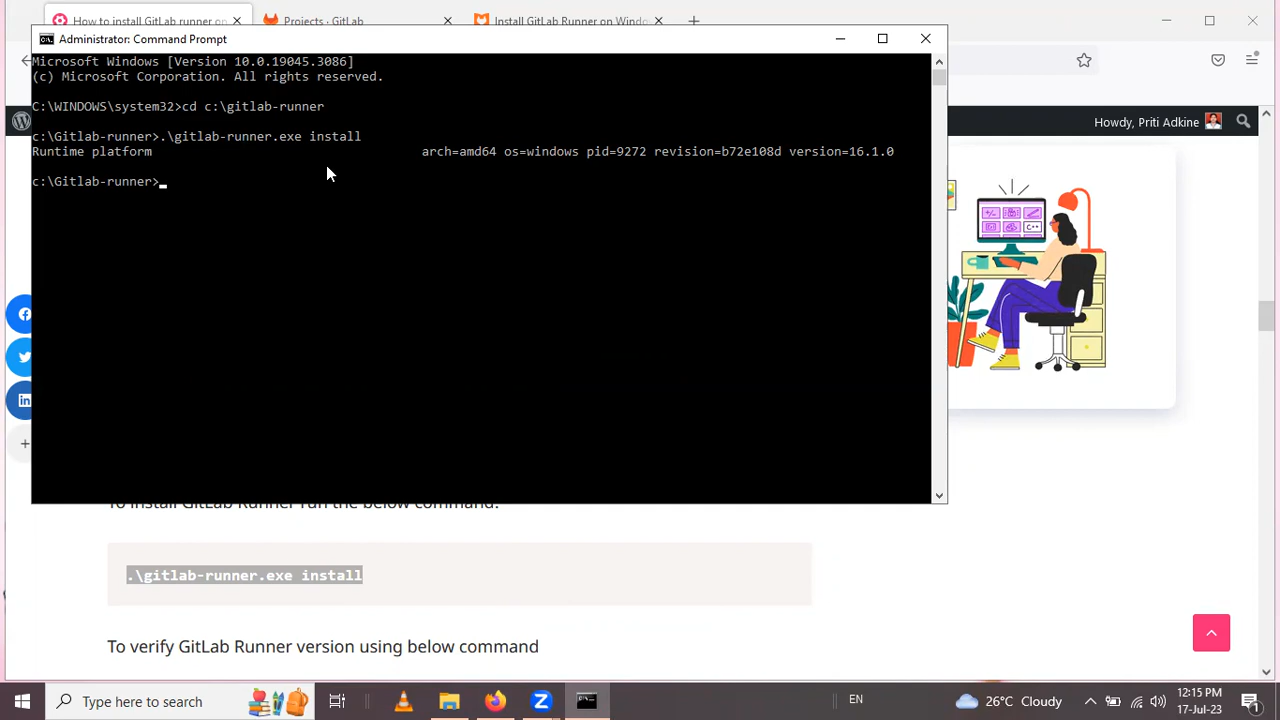 How to install GitLab runner on
Projects · GitLab
Install GitLab Runner on Windo
Administrator: Command Prompt
Microsoft Windows [Version 10.0.19045.3086]
(c) Microsoft Corporation. All rights reserved.
C:\WINDOWS\system32>cd c:\gitlab-runner
c:\Gitlab-runner>.\gitlab-runner.exe install
Runtime platform arch=amd64 os=windows pid=9272 revision=b72e108d version=16.1.0
c:\Gitlab-runner>
Howdy, Priti Adkine
C++
To install GitLab Runner run the below command:
.\gitlab-runner.exe install
To verify GitLab Runner version using below command
Type here to search
EN
26°C Cloudy
12:15 PM
17-Jul-23
1